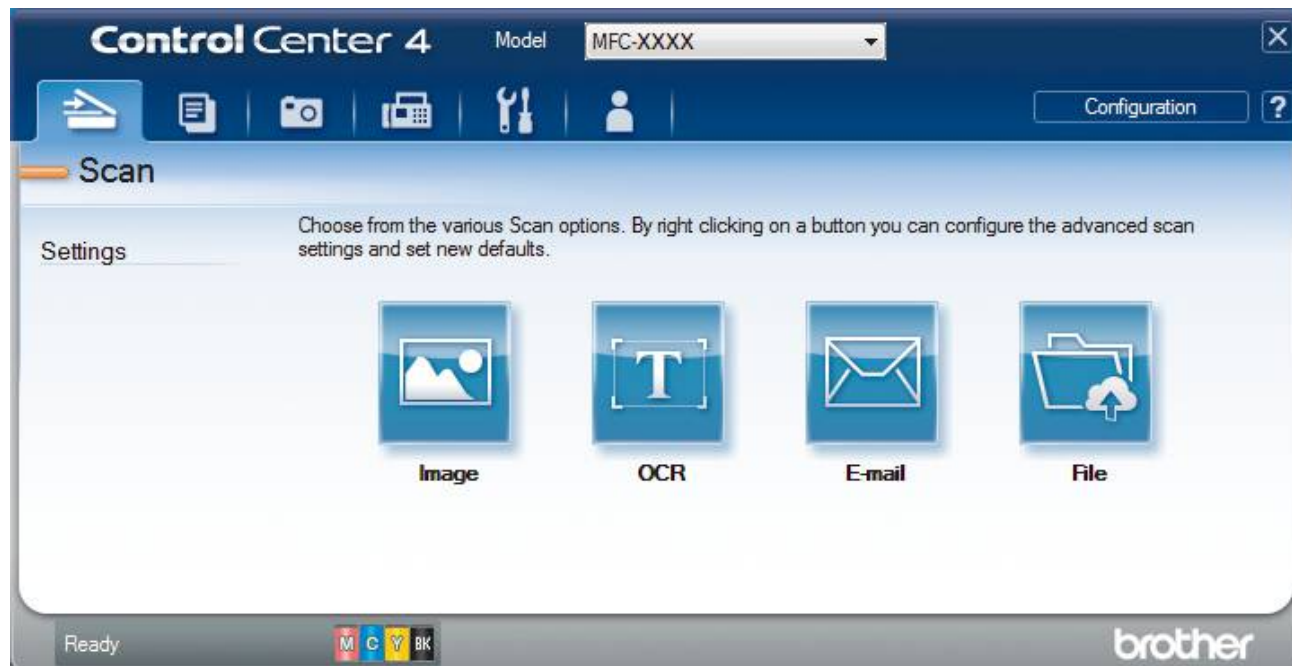 ControlCenter 4 Model MFC-XXXX
Configuration ?
Scan
Settings
Choose from the various Scan options. By right clicking on a button you can configure the advanced scan
settings and set new defaults.
T
Image OCR E-mail File
Ready M C Y BK brother